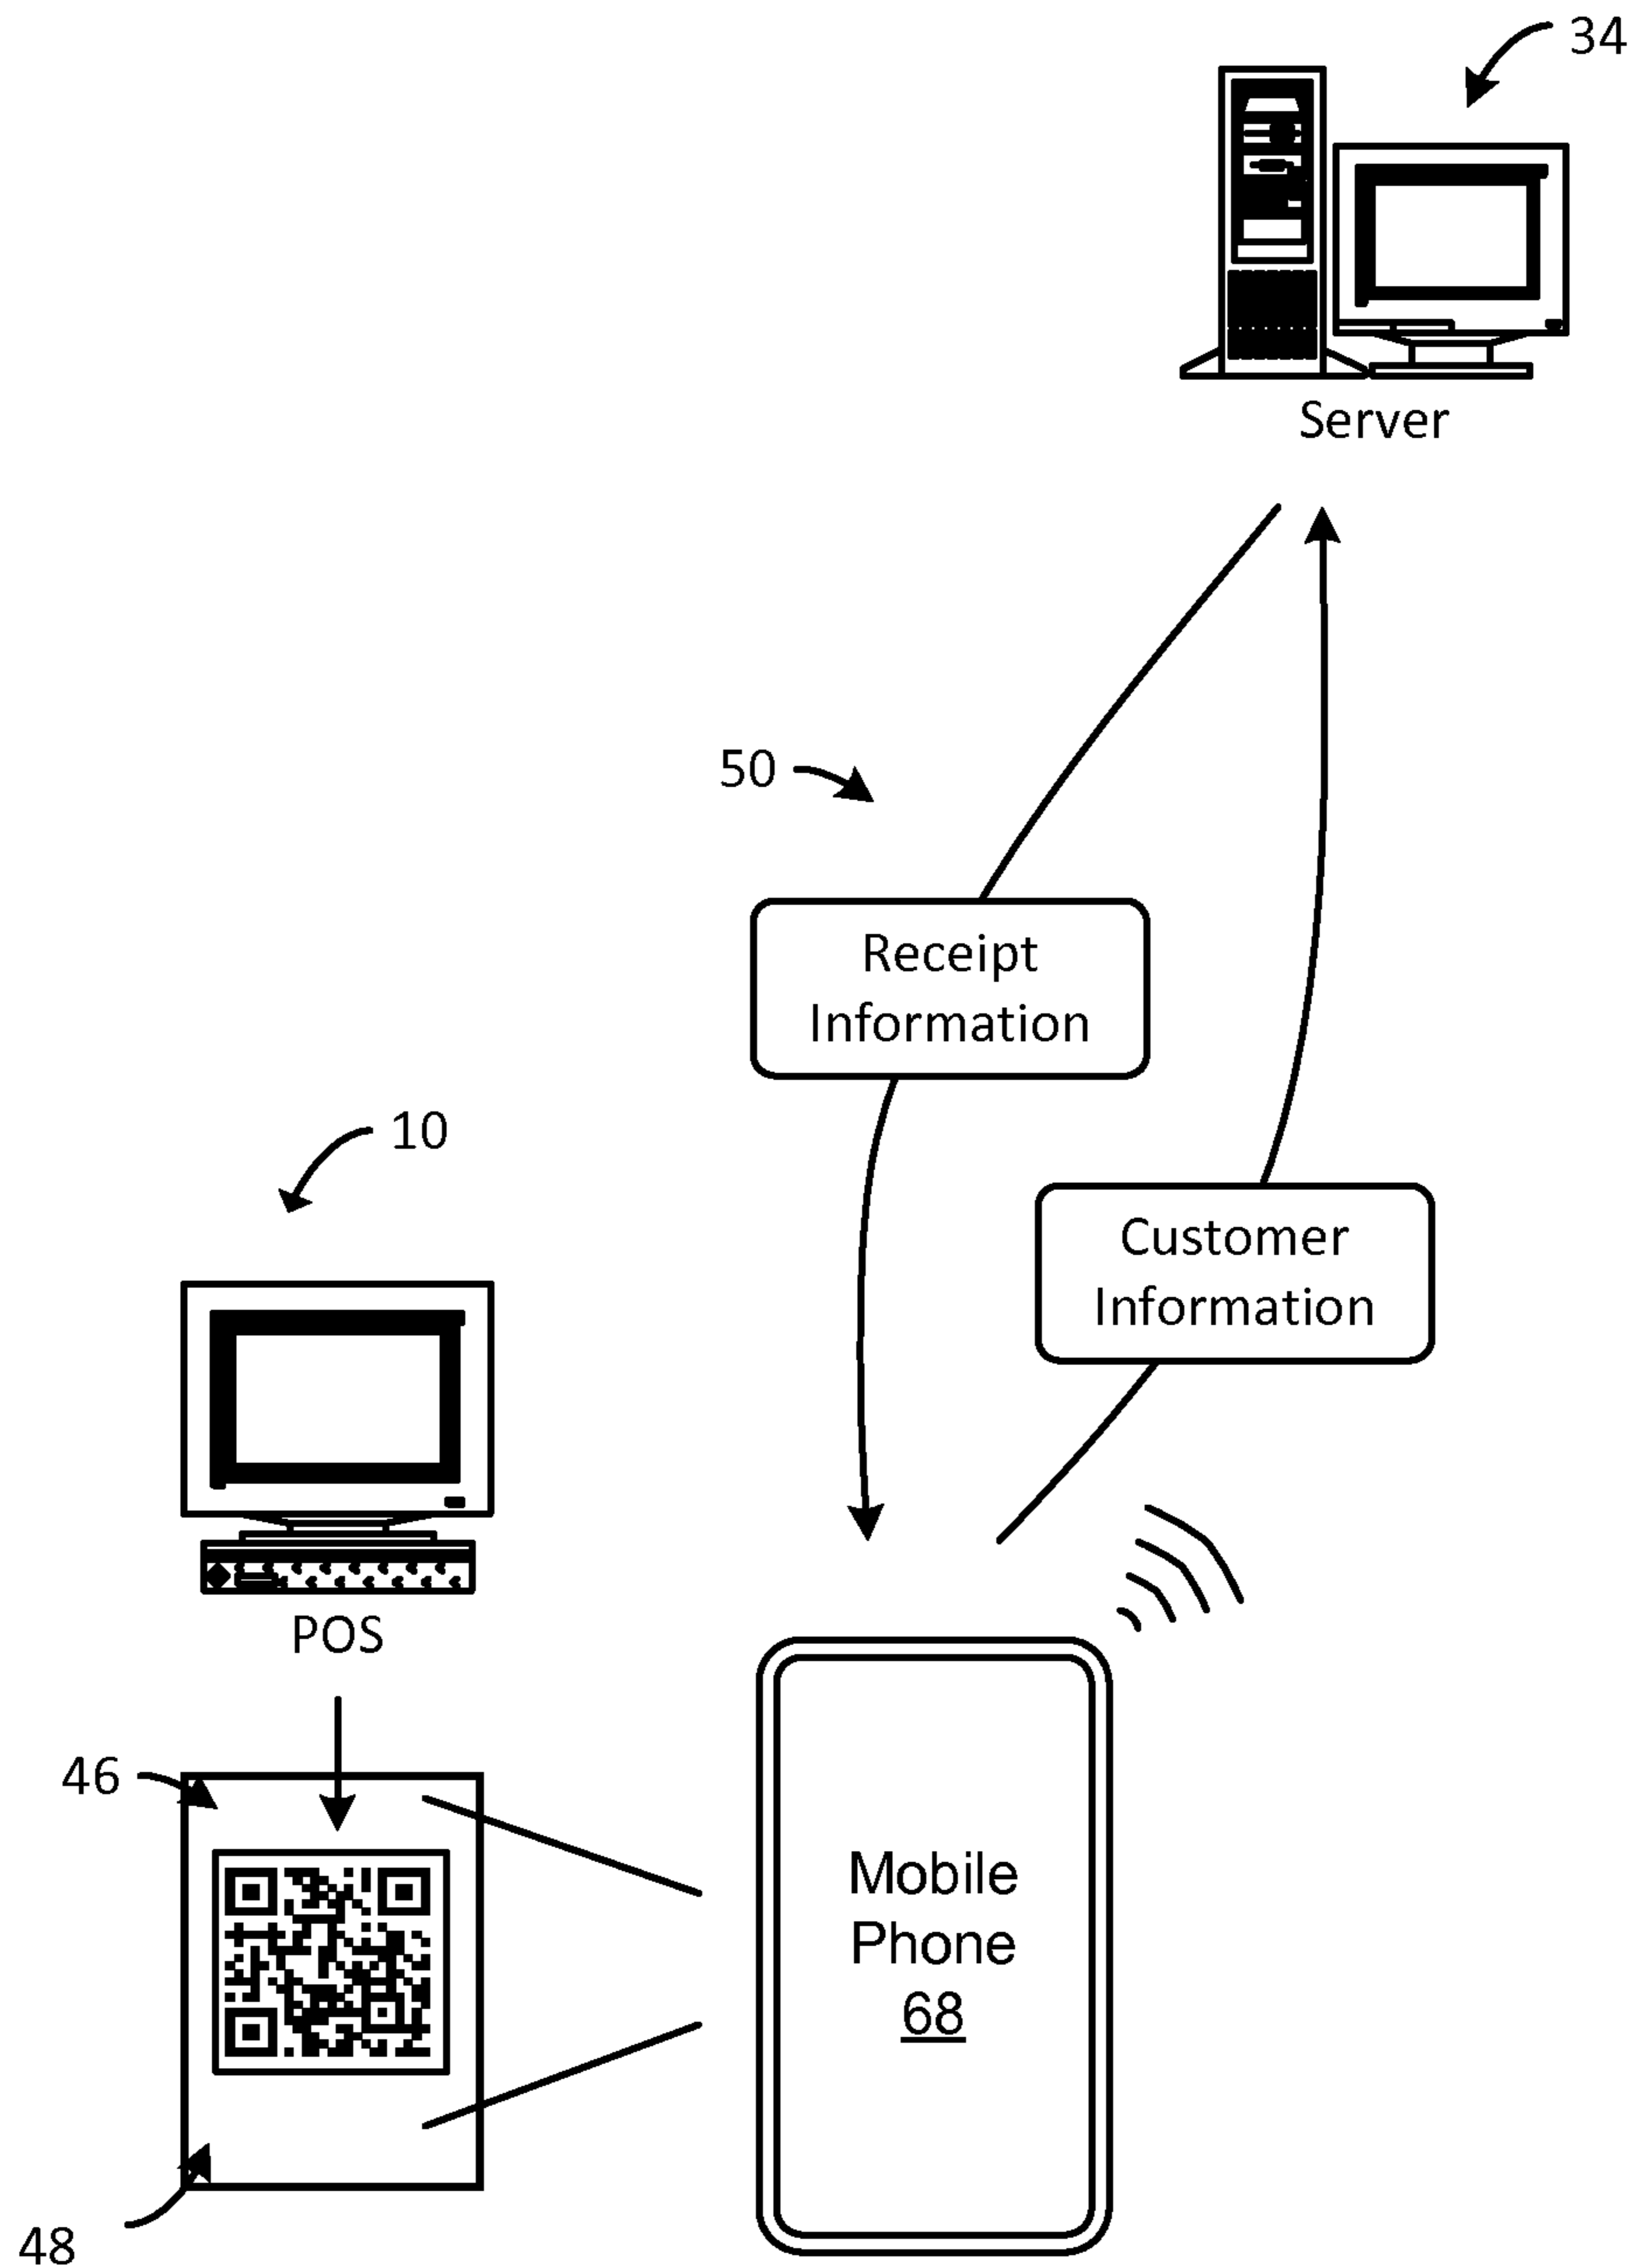 34
Server
50
Receipt
Information
10
Customer
Information
POS
46
Mobile
Phone
68
48